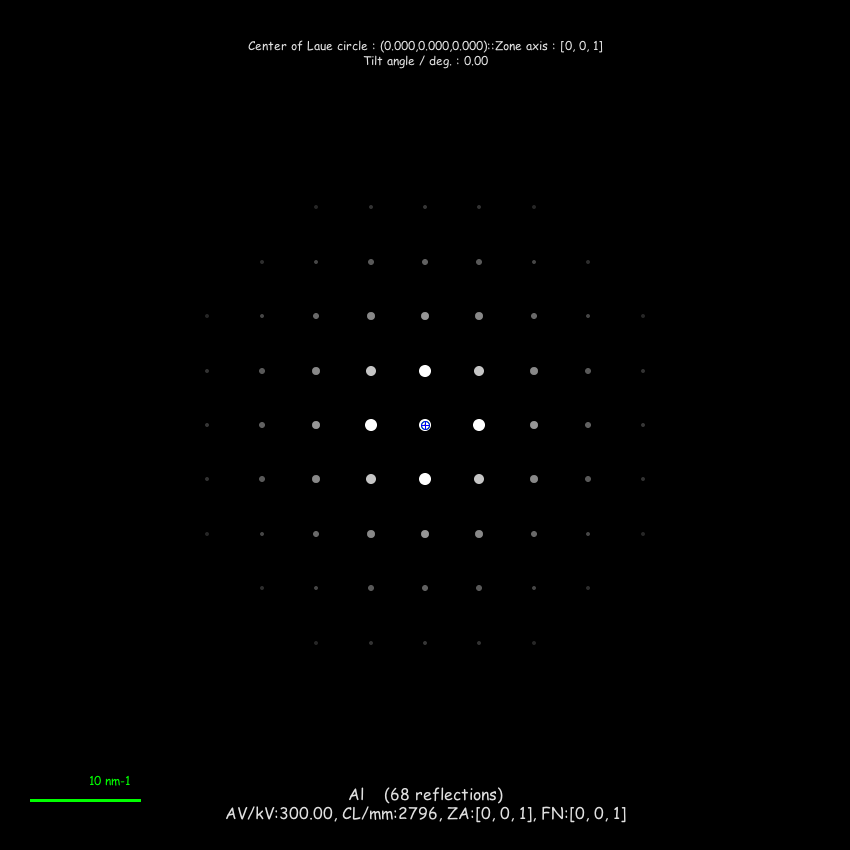 Center of Laue circle : (0.000,0.000,0.000)::Zone axis : [0, 0, 1]
Tilt angle / deg. : 0.00
10 nm-1
Al (68 reflections)
AV/kV:300.00, CL/mm:2796, ZA:[0, 0, 1], FN:[0, 0, 1]